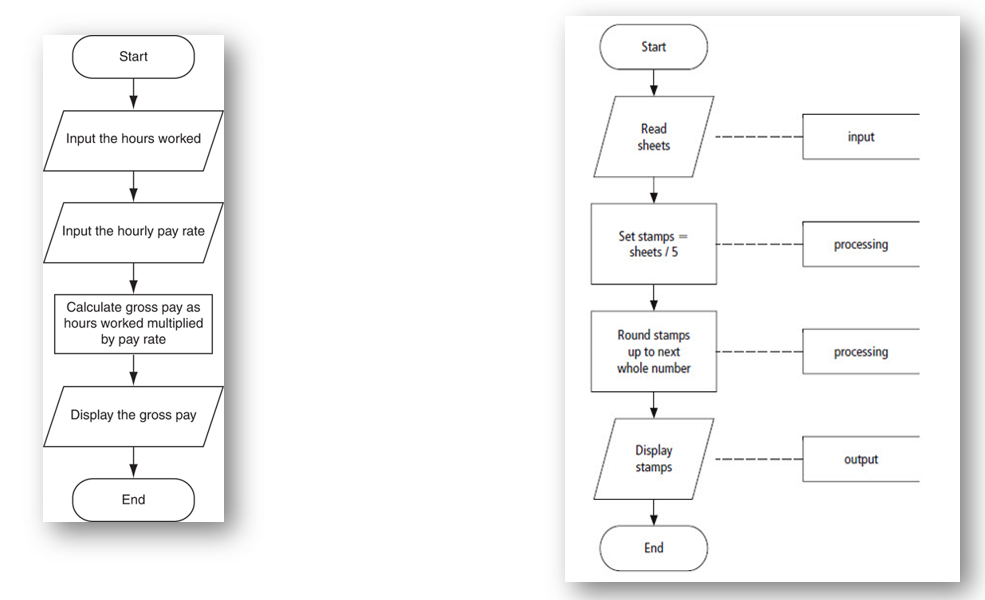 Start
Input the hours worked
Input the hourly pay rate
Calculate gross pay as
hours worked multiplied
by pay rate
Display the gross pay
End
Start
Read
sheets
input
Set stamps =
sheets / 5
processing
Round stamps
up to next
whole number
processing
Display
stamps
output
End